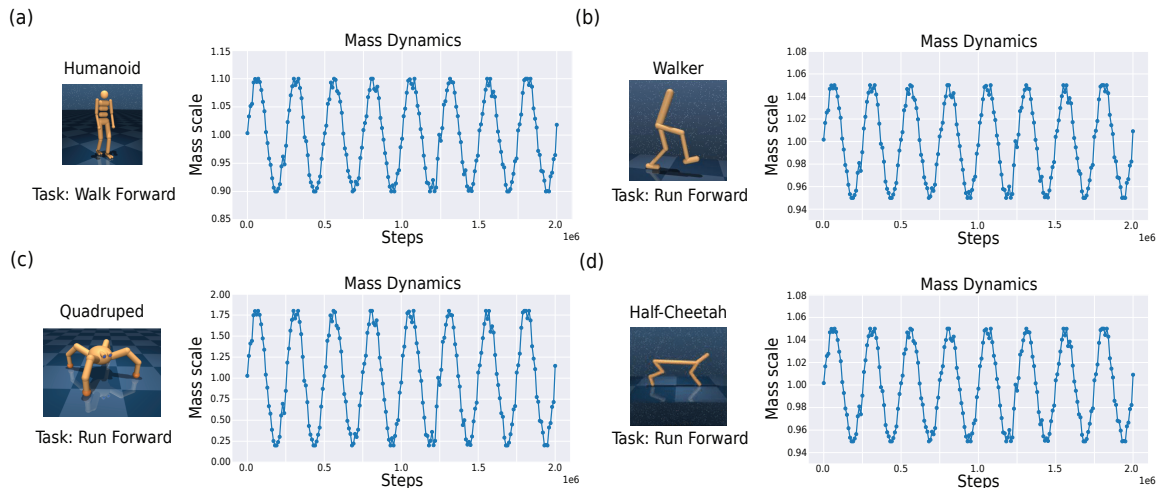 (a)
Mass Dynamics
Humanoid
Task: Walk Forward
Mass scale
1.15
1.10
1.05
1.00
0.95
0.90
0.85
0.0 0.5 1.0 1.5 2.0
1e6
Steps
(b)
Mass Dynamics
Walker
Task: Run Forward
Mass scale
1.08
1.06
1.04
1.02
1.00
0.98
0.96
0.94
0.0 0.5 1.0 1.5 2.0
1e6
Steps
(c)
Mass Dynamics
Quadruped
Task: Run Forward
Mass scale
2.00
1.75
1.50
1.25
1.00
0.75
0.50
0.25
0.00
0.0 0.5 1.0 1.5 2.0
1e6
Steps
(d)
Mass Dynamics
Half-Cheetah
Task: Run Forward
Mass scale
1.08
1.06
1.04
1.02
1.00
0.98
0.96
0.94
0.0 0.5 1.0 1.5 2.0
1e6
Steps